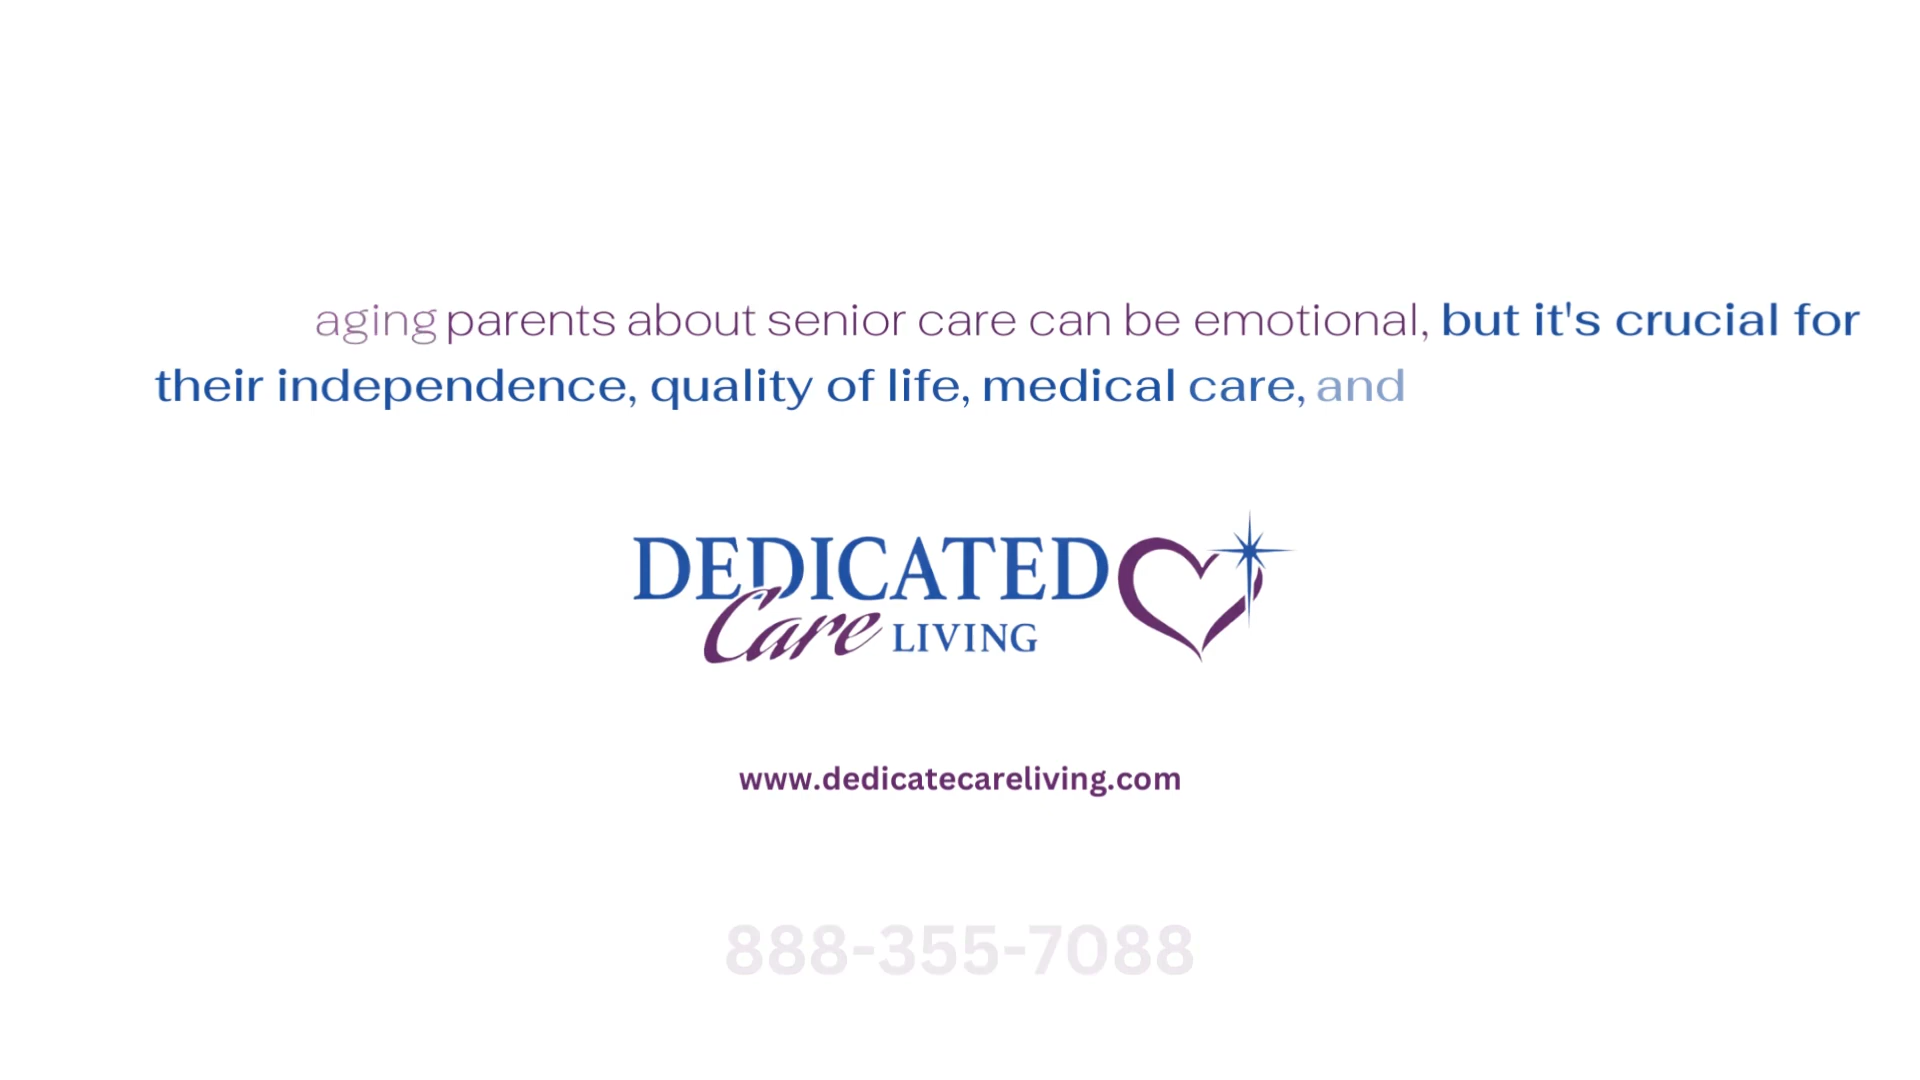 aging parents about senior care can be emotional, but it's crucial for
their independence, quality of life, medical care, and
DEDICATED
Care LIVING
www.dedicatecareliving.com
888-355-7088